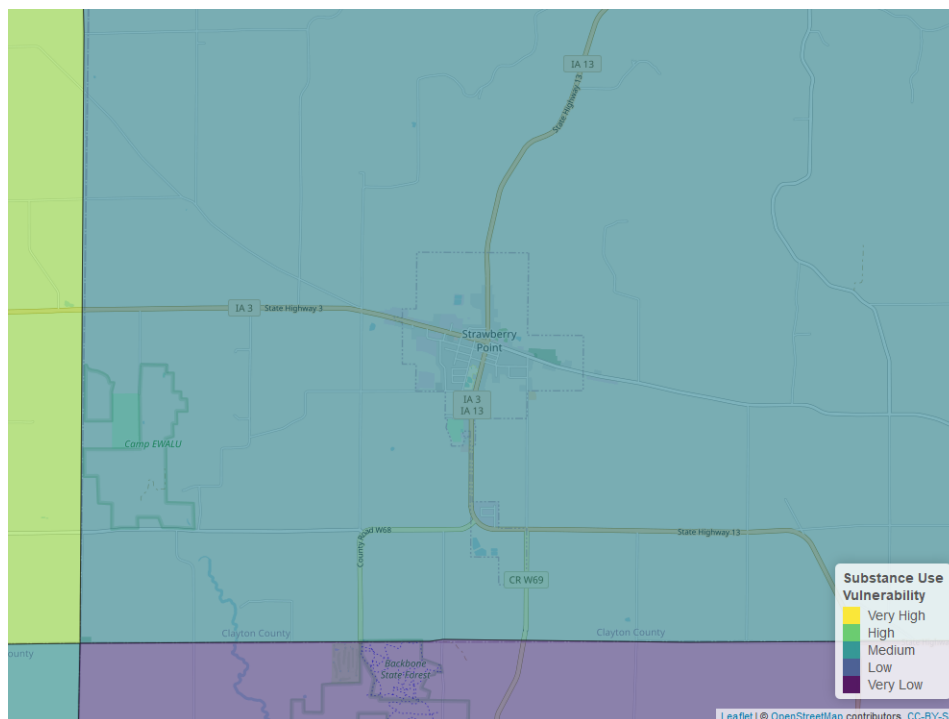 IA 13
State Highway 13
IA 3
State Highway 3
Strawberry
Point
IA 3
IA 13
Camp EWALU
County Road W68
State Highway 13
CR W69
Clayton County
Clayton County
ounty
Backbone
State Forest
Substance Use
Vulnerability
Very High
High
Medium
Low
Very Low
Leaflet | © OpenStreetMap contributors, CC-BY-S